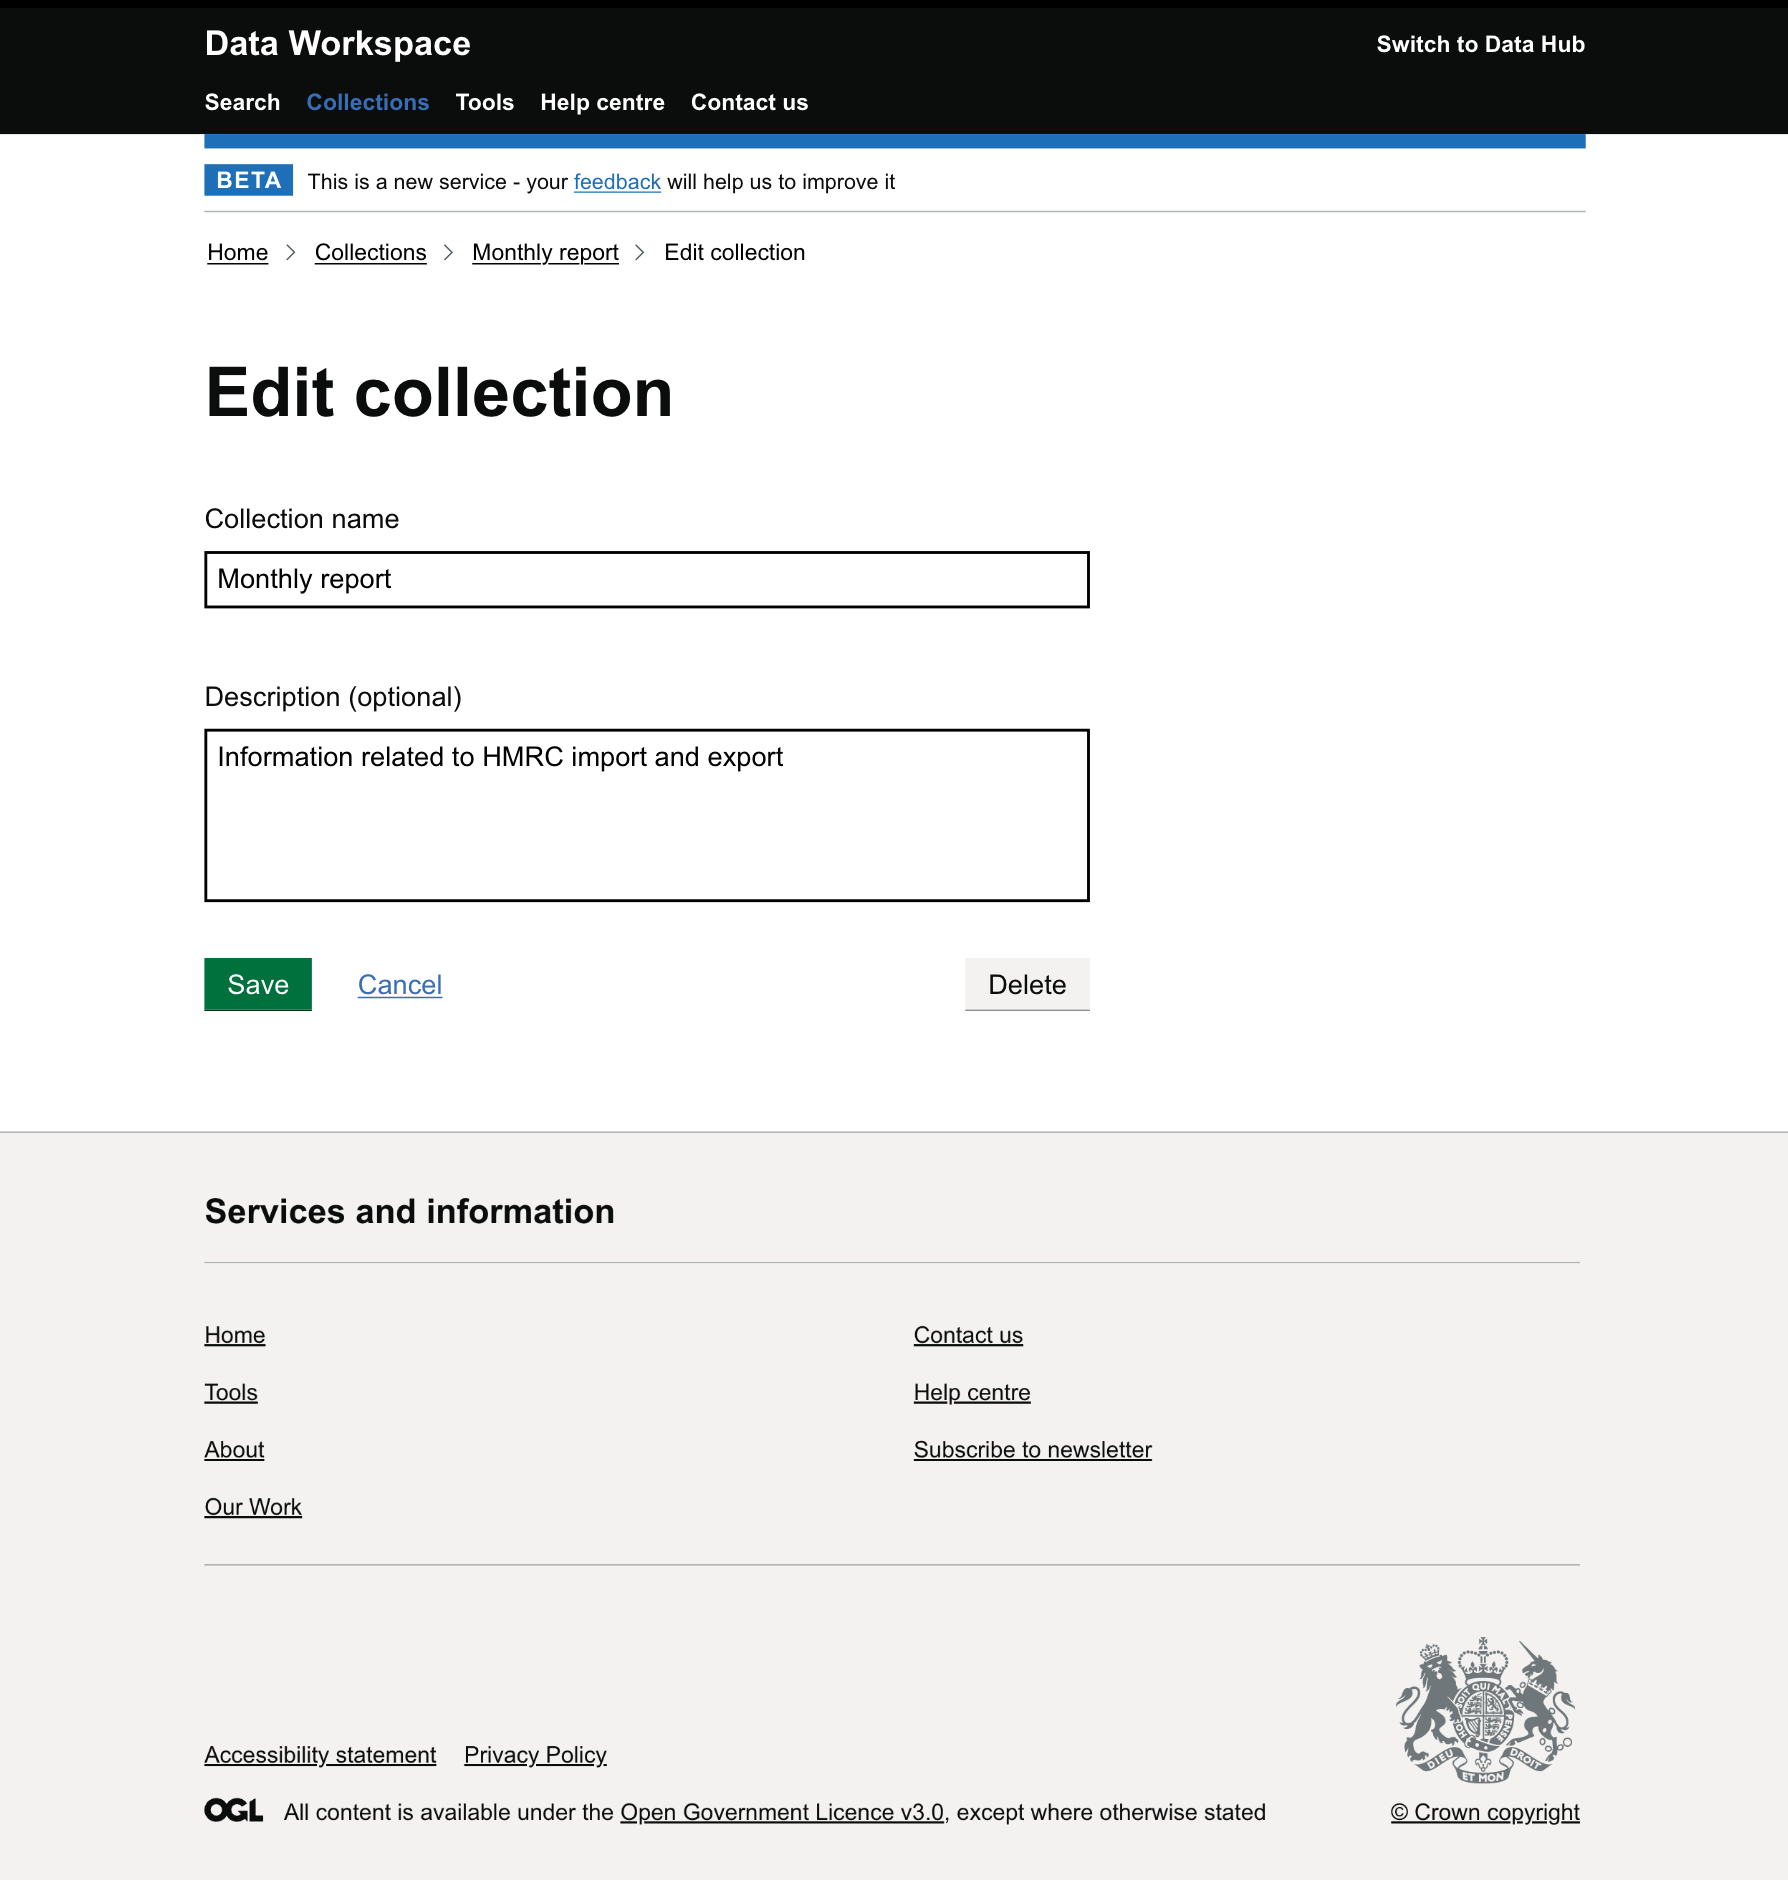 Data Workspace
Switch to Data Hub
Search Collections Tools Help centre Contact us
BETA This is a new service - your feedback will help us to improve it
Home Collections Monthly report Edit collection
Edit collection
Collection name
Monthly report
Description (optional)
Information related to HMRC import and export
Save Cancel Delete
Services and information
Home
Contact us
Tools
Help centre
About
Subscribe to newsletter
Our Work
DIEU ET MON DROIT
Accessibility statement Privacy Policy
OGL All content is available under the Open Government Licence v3.0, except where otherwise stated
© Crown copyright